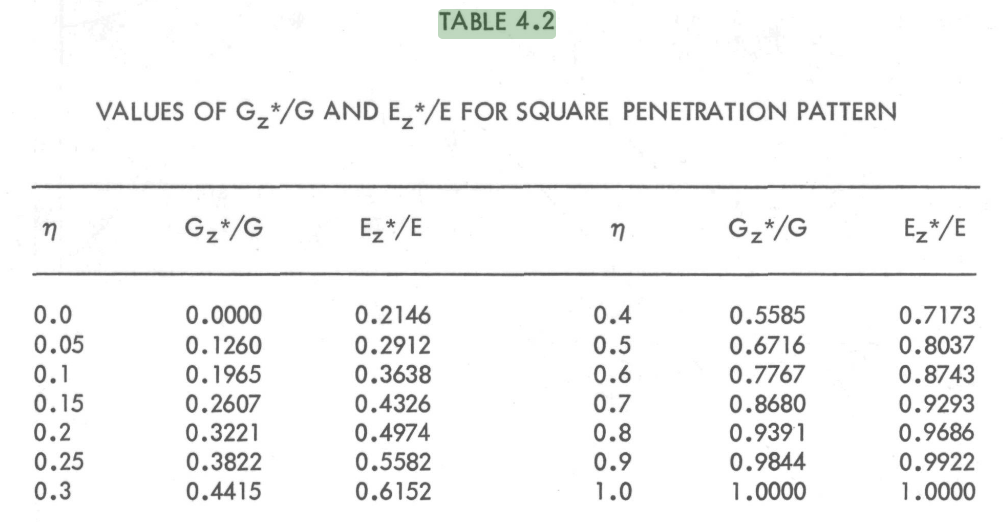 TABLE 4.2
VALUES OF G_z*/G AND E_z*/E FOR SQUARE PENETRATION PATTERN
η G_z*/G E_z*/E η G_z*/G E_z*/E
0.0 0.0000 0.2146 0.4 0.5585 0.7173
0.05 0.1260 0.2912 0.5 0.6716 0.8037
0.1 0.1965 0.3638 0.6 0.7767 0.8743
0.15 0.2607 0.4326 0.7 0.8680 0.9293
0.2 0.3221 0.4974 0.8 0.9391 0.9686
0.25 0.3822 0.5582 0.9 0.9844 0.9922
0.3 0.4415 0.6152 1.0 1.0000 1.0000